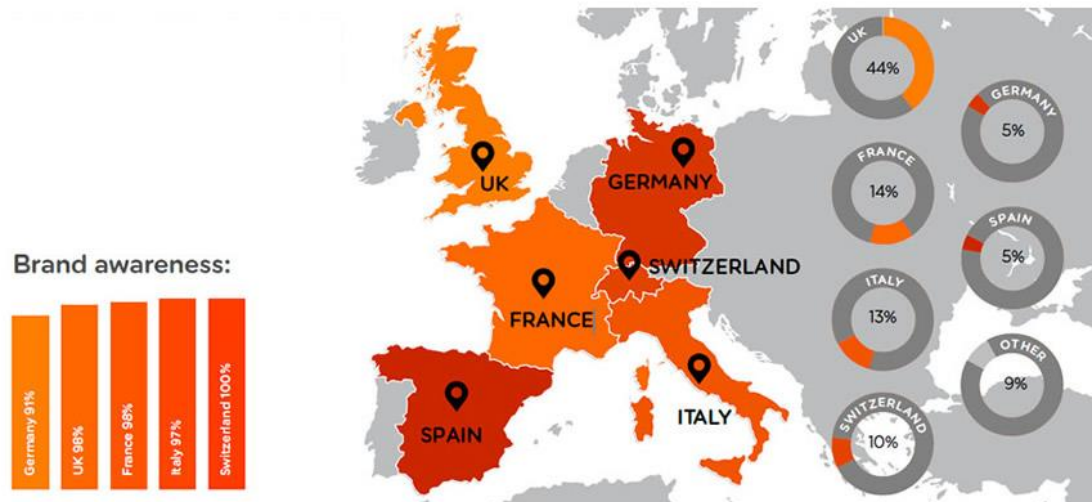 Brand awareness:
Germany 91%
UK 98%
France 98%
Italy 97%
Switzerland 100%
UK
GERMANY
SWITZERLAND
FRANCE
SPAIN
ITALY
UK
44%
GERMANY
5%
FRANCE
14%
SPAIN
5%
ITALY
13%
OTHER
9%
SWITZERLAND
10%